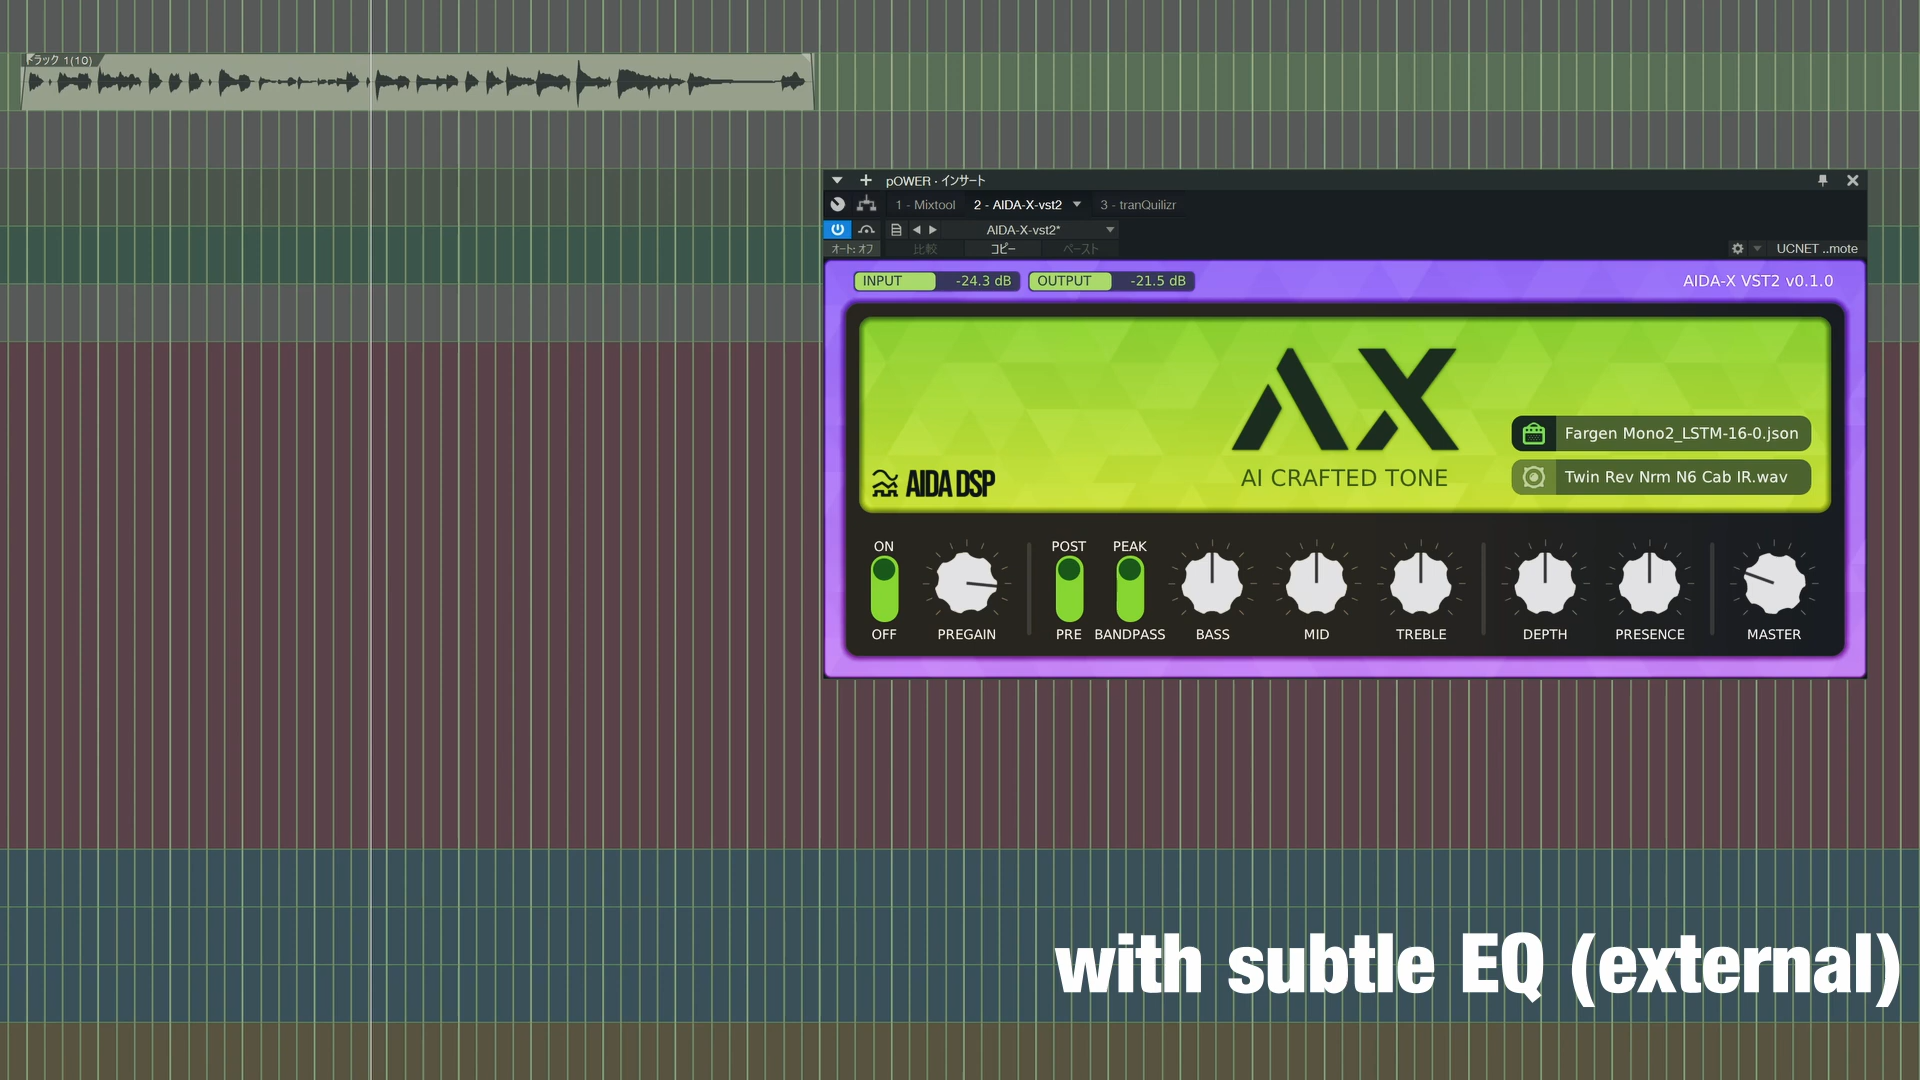 トラック 1(10)
pOWER · インサート
1 - Mixtool 2 - AIDA-X-vst2 3 - tranQuilizr
AIDA-X-vst2*
オート: オフ 比較 コピー ペースト UCNET ..mote
INPUT -24.3 dB OUTPUT -21.5 dB AIDA-X VST2 v0.1.0
AX
Fargen Mono2_LSTM-16-0.json
AIDA DSP AI CRAFTED TONE Twin Rev Nrm N6 Cab IR.wav
ON POST PEAK
OFF PREGAIN PRE BANDPASS BASS MID TREBLE DEPTH PRESENCE MASTER
with subtle EQ (external)